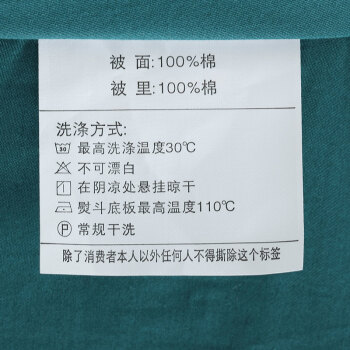 被 面:100%棉
被 里:100%棉
洗涤方式:
30 最高洗涤温度30℃
不可漂白
在阴凉处悬挂晾干
熨斗底板最高温度110℃
Ⓟ 常规干洗
除了消费者本人以外任何人不得撕除这个标签